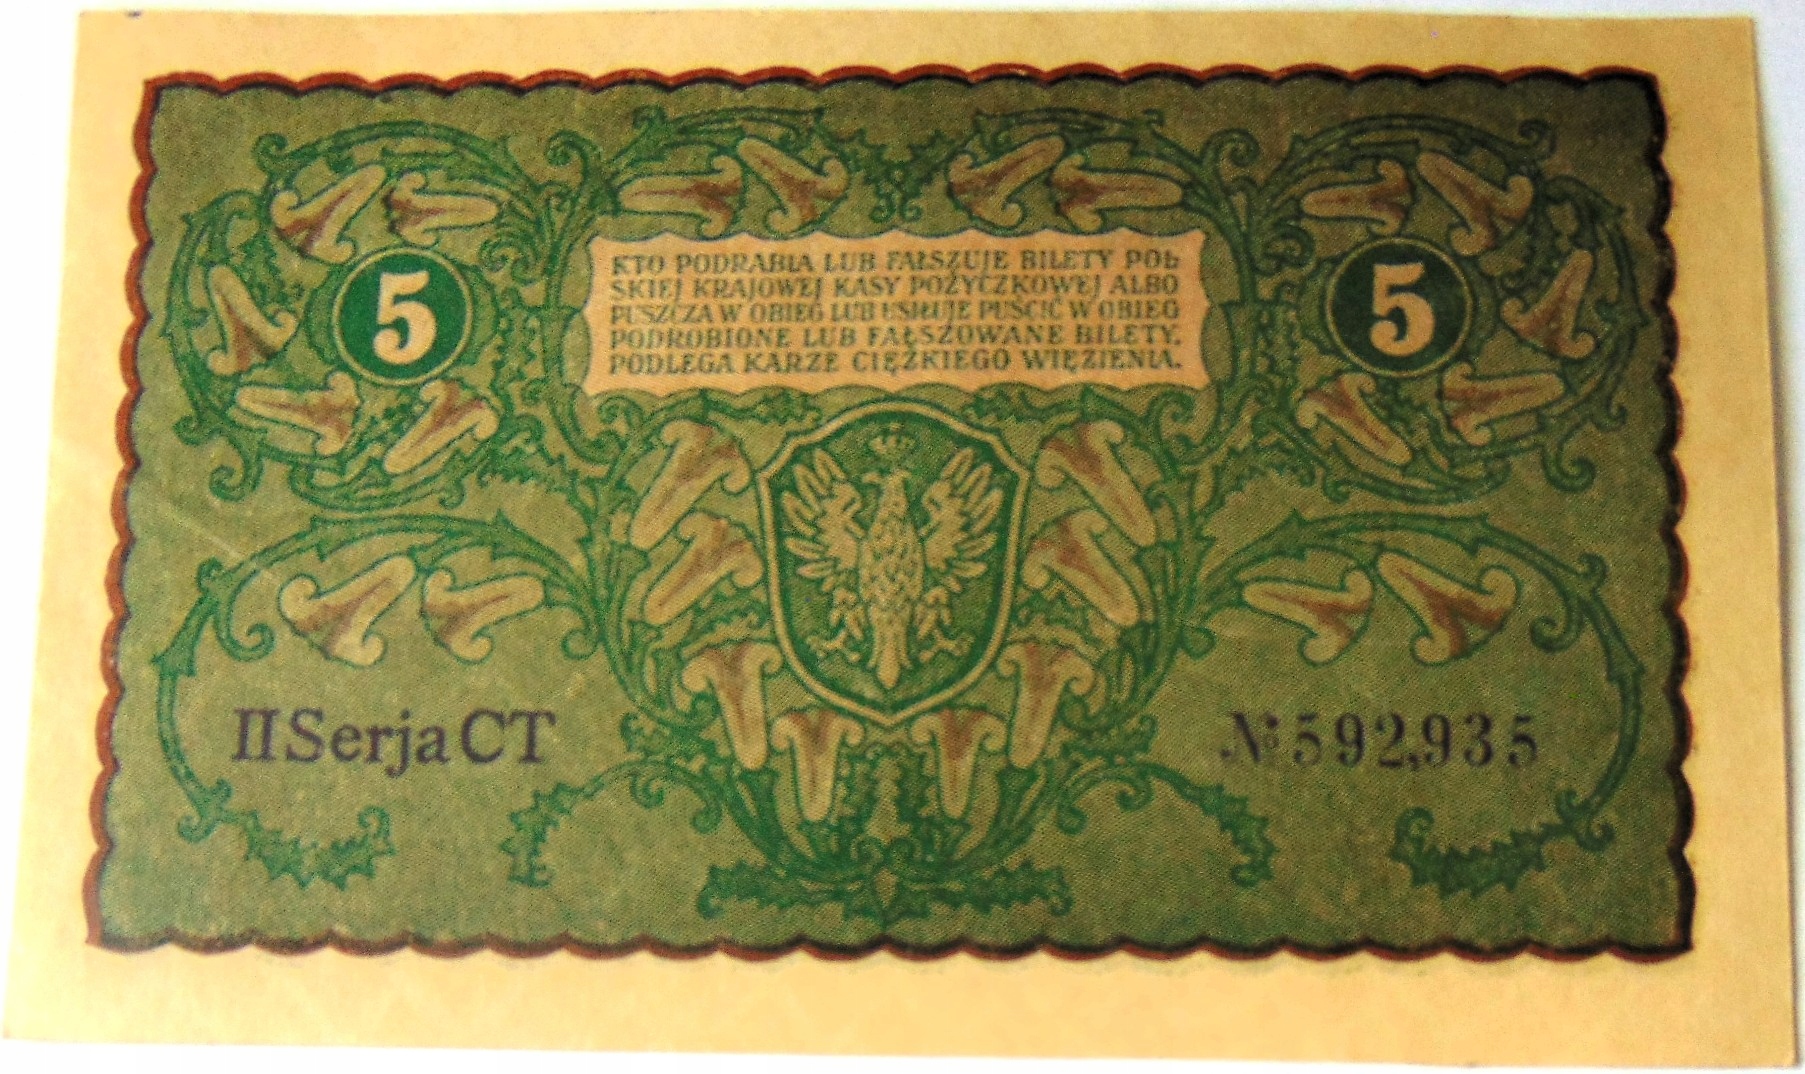 5
KTO PODRABIA LUB FAŁSZUJE BILETY POL
SKIEJ KRAJOWEJ KASY POŻYCZKOWEJ ALBO
PUSZCZA W OBIEG LUB USIŁUJE PUŚCIĆ W OBIEG
PODROBIONE LUB FAŁSZOWANE BILETY,
PODLEGA KARZE CIĘŻKIEGO WIĘZIENIA.
5
II Serja CT
№ 592,935